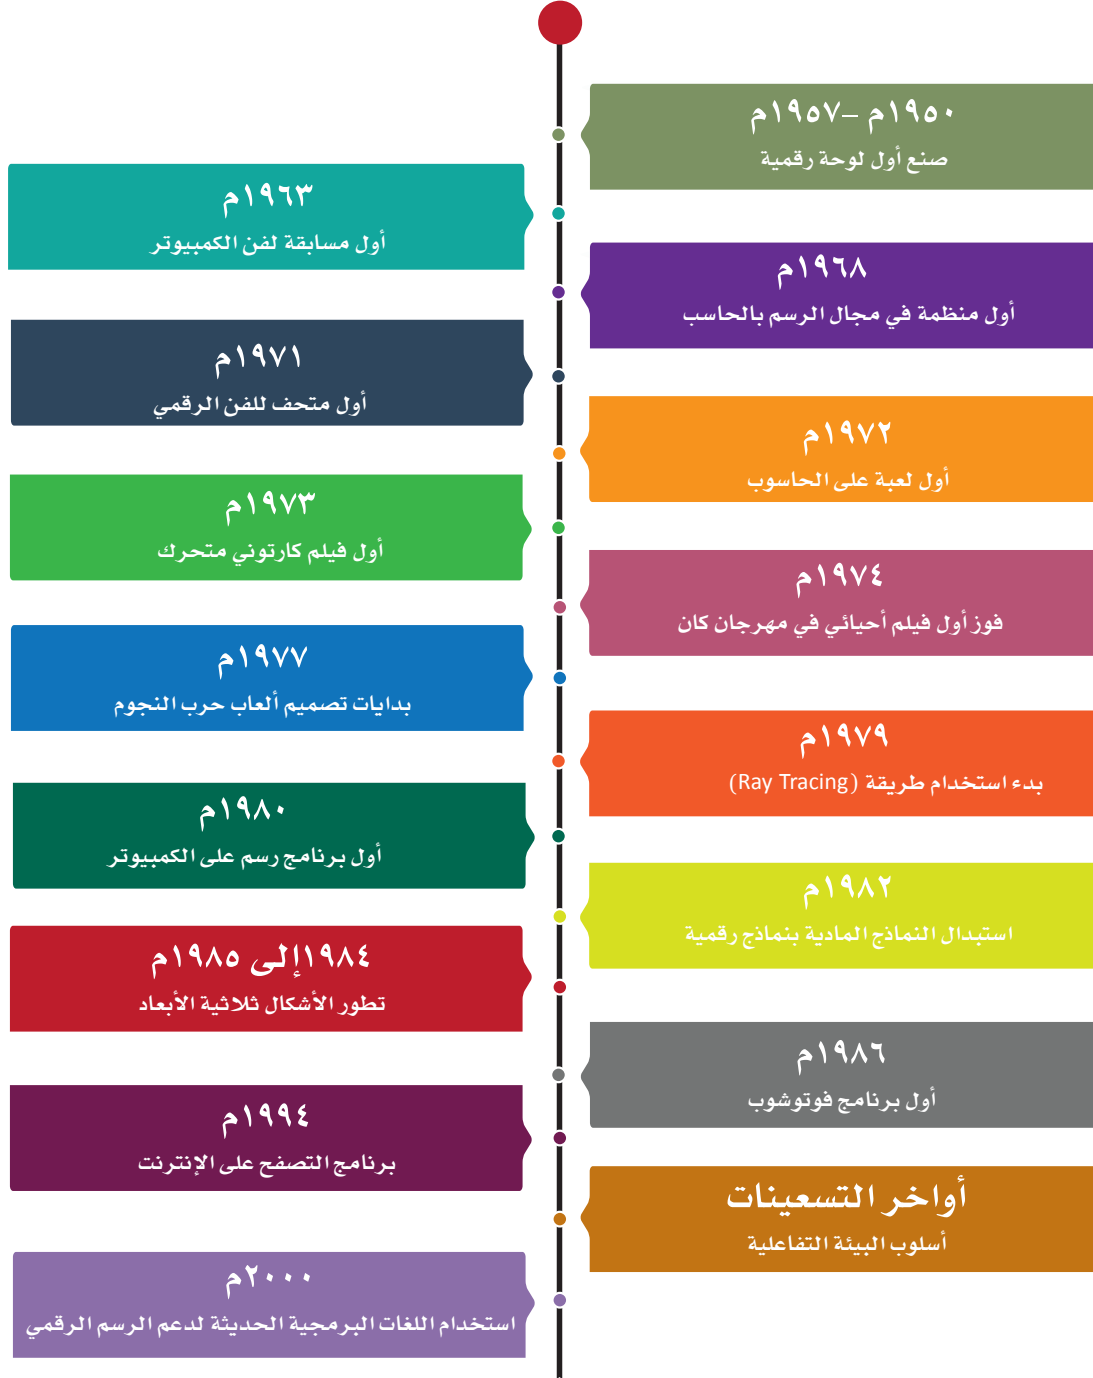 ١٩٥٠م –١٩٥٧م
صنع أول لوحة رقمية
١٩٦٣م
أول مسابقة لفن الكمبيوتر
١٩٦٨م
أول منظمة في مجال الرسم بالحاسب
١٩٧١م
أول متحف للفن الرقمي
١٩٧٢م
أول لعبة على الحاسوب
١٩٧٣م
أول فيلم كارتوني متحرك
١٩٧٤م
فوز أول فيلم أحيائي في مهرجان كان
١٩٧٧م
بدايات تصميم ألعاب حرب النجوم
١٩٧٩م
بدء استخدام طريقة (Ray Tracing)
١٩٨٠م
أول برنامج رسم على الكمبيوتر
١٩٨٢م
استبدال النماذج المادية بنماذج رقمية
١٩٨٤إلى ١٩٨٥م
تطور الأشكال ثلاثية الأبعاد
١٩٨٦م
أول برنامج فوتوشوب
١٩٩٤م
برنامج التصفح على الإنترنت
أواخر التسعينات
أسلوب البيئة التفاعلية
٢٠٠٠م
استخدام اللغات البرمجية الحديثة لدعم الرسم الرقمي